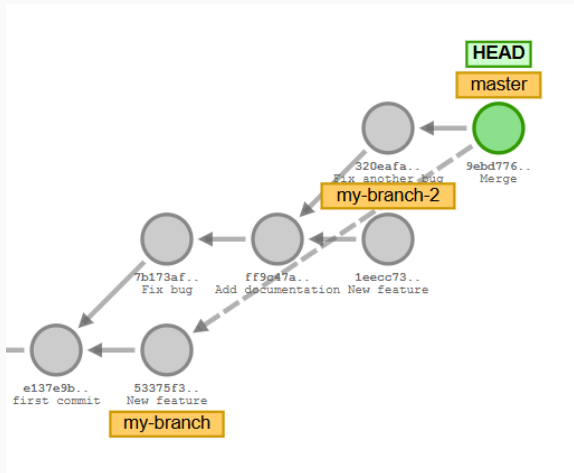 HEAD
master
320eafa..
Fix another bug
9ebd776..
Merge
my-branch-2
7b173af..
Fix bug
ff9c47a..
Add documentation
1eecc73..
New feature
e137e9b..
first commit
53375f3..
New feature
my-branch